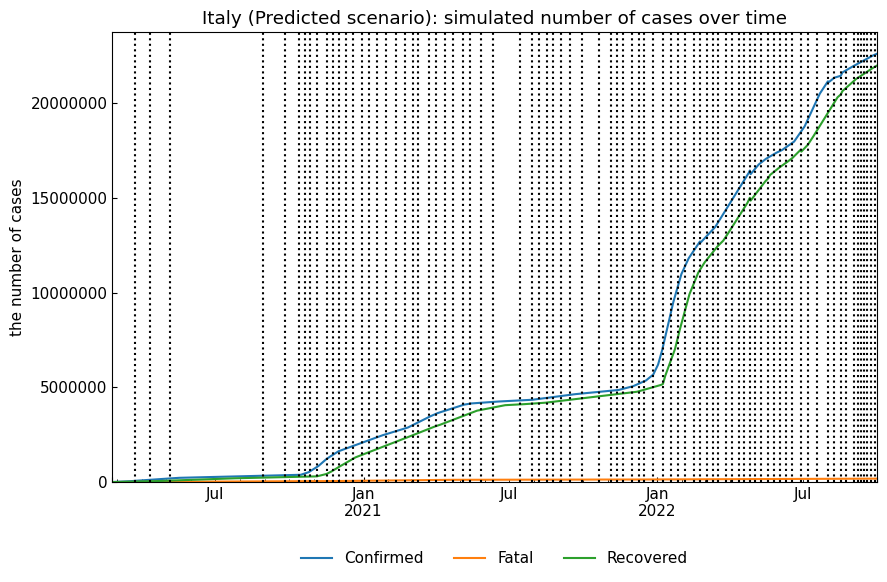 Italy (Predicted scenario): simulated number of cases over time
the number of cases
20000000
15000000
10000000
5000000
0
Jul
Jan
2021
Jul
Jan
2022
Jul
Confirmed
Fatal
Recovered